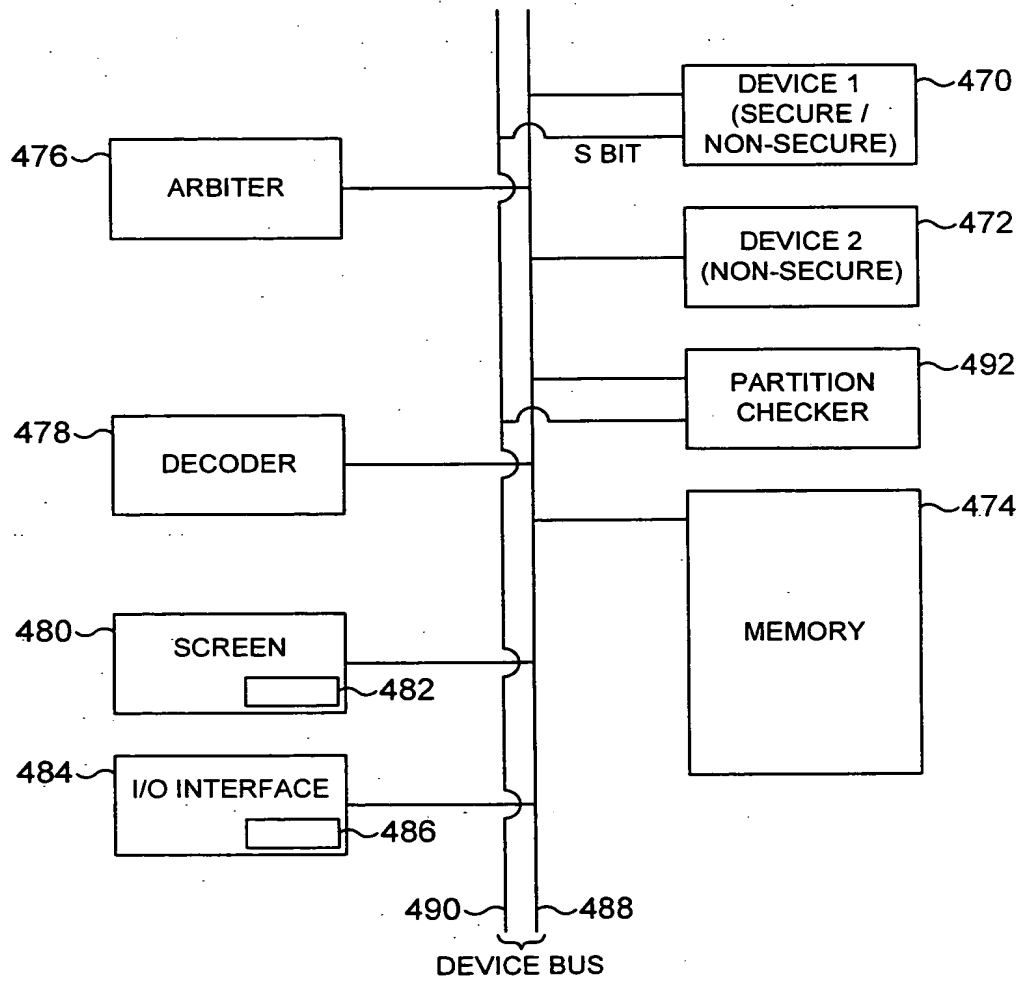 DEVICE 1
(SECURE /
NON-SECURE)
470
S BIT
476
ARBITER
DEVICE 2
(NON-SECURE)
472
PARTITION
CHECKER
492
478
DECODER
474
MEMORY
480
SCREEN
482
484
I/O INTERFACE
486
490
488
DEVICE BUS